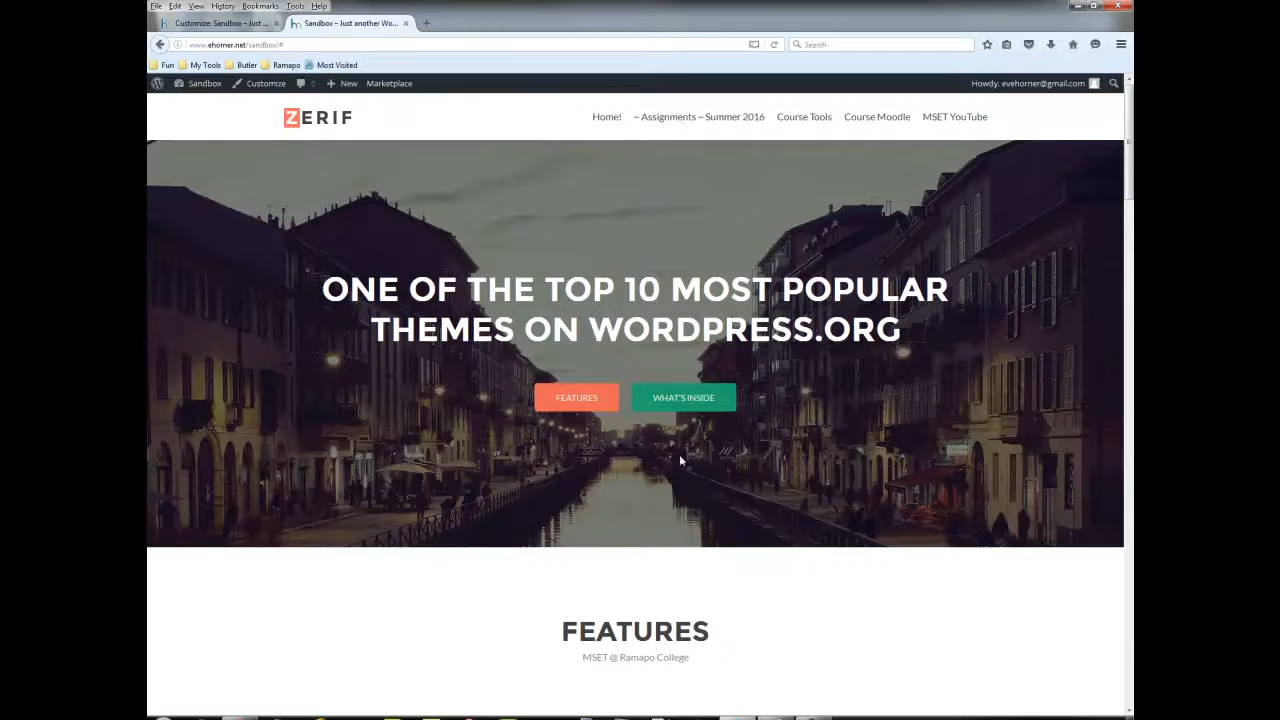 File Edit View History Bookmarks Tools Help
Customize: Sandbox – Just ... Sandbox – Just another Wo...
www.ehorner.net/sandbox/# Search
Fun My Tools Butler Ramapo Most Visited
Sandbox Customize 0 New Marketplace Howdy, evehorner@gmail.com
ZERIF Home! ~ Assignments ~ Summer 2016 Course Tools Course Moodle MSET YouTube
ONE OF THE TOP 10 MOST POPULAR
THEMES ON WORDPRESS.ORG
FEATURES WHAT'S INSIDE
FEATURES
MSET @ Ramapo College